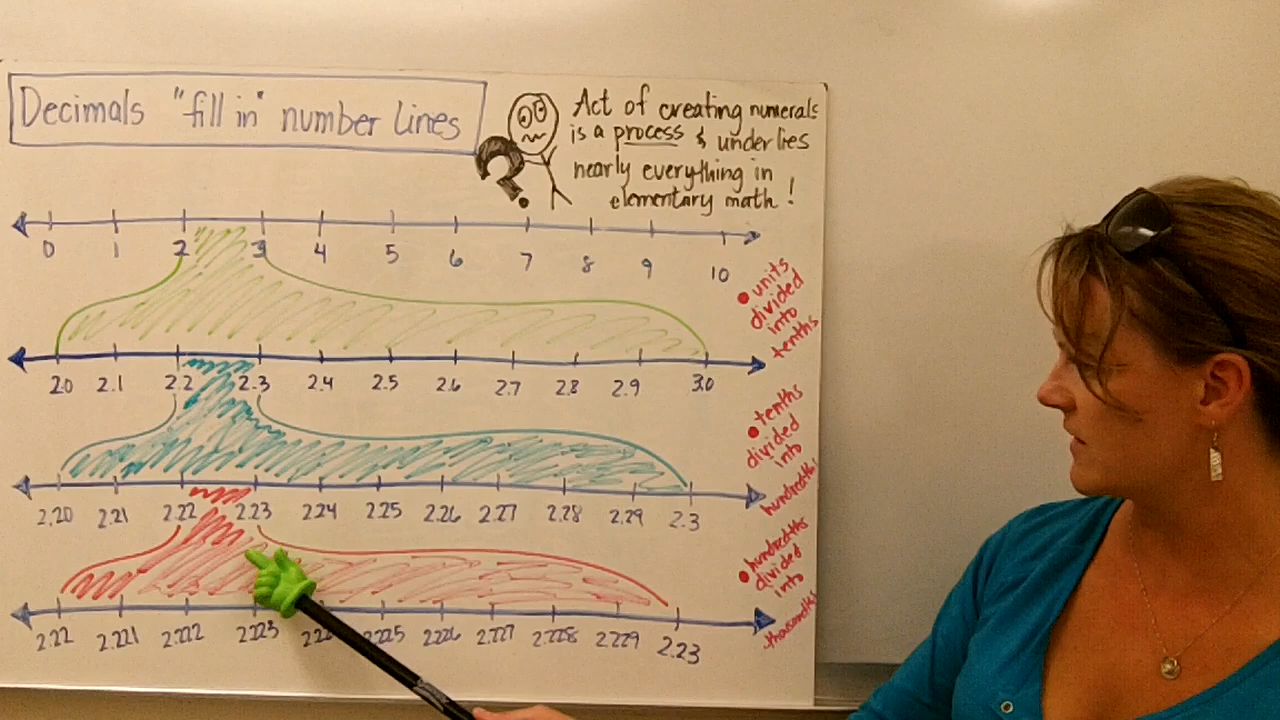 Decimals "fill in" number lines
Act of creating numerals
is a process & underlies
nearly everything in
elementary math!
?
0 1 2 3 4 5 6 7 8 9 10
• units
divided
into
tenths
2.0 2.1 2.2 2.3 2.4 2.5 2.6 2.7 2.8 2.9 3.0
• tenths
divided
into
hundredths
2.20 2.21 2.22 2.23 2.24 2.25 2.26 2.27 2.28 2.29 2.3
• hundredths
divided
into
thousandths
2.22 2.221 2.222 2.223 2.225 2.226 2.227 2.228 2.229 2.23